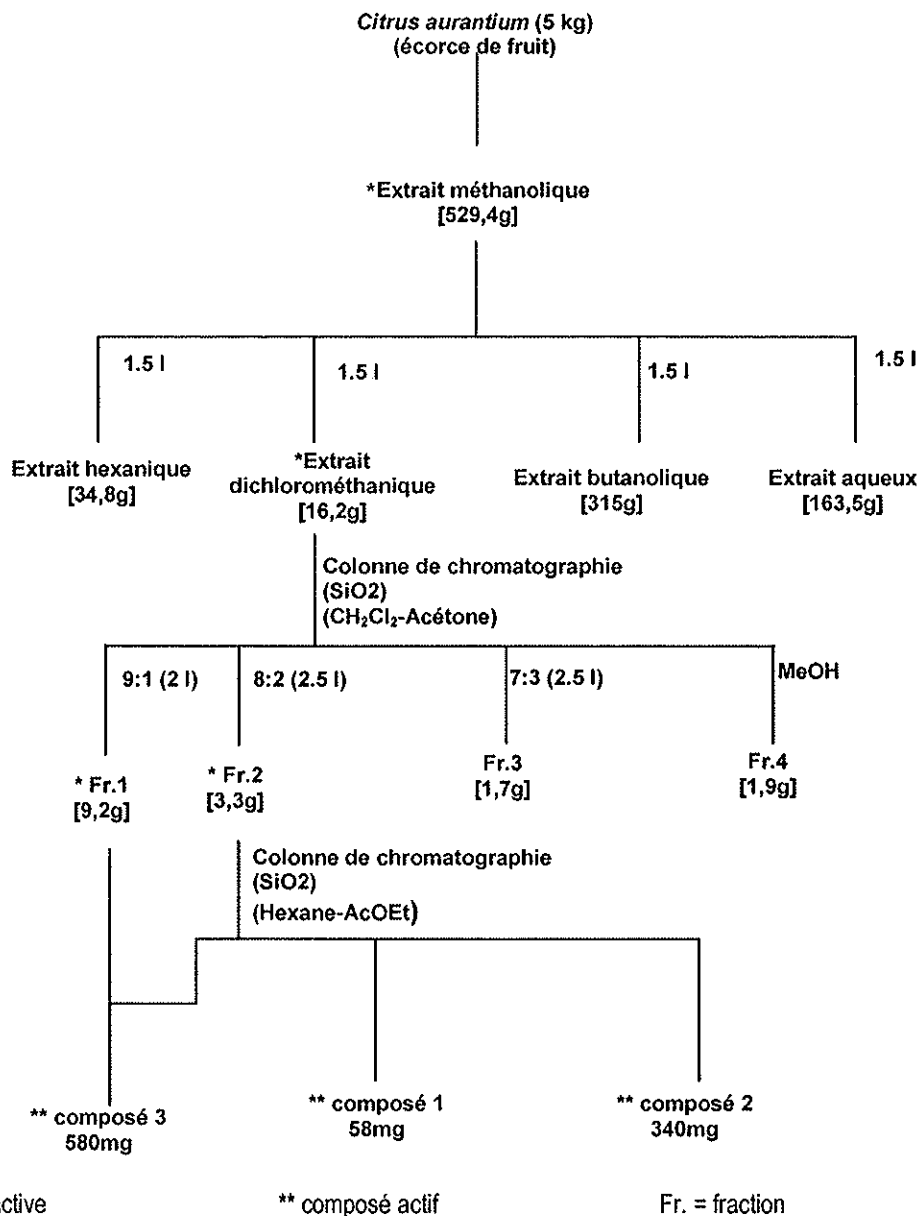 Citrus aurantium (5 kg)
(écorce de fruit)
*Extrait méthanolique
[529,4g]
1.5 l
1.5 l
1.5 l
1.5 l
Extrait hexanique
[34,8g]
*Extrait
dichlorométhanique
[16,2g]
Extrait butanolique
[315g]
Extrait aqueux
[163,5g]
Colonne de chromatographie
(SiO2)
(CH₂Cl₂-Acétone)
9:1 (2 l)
8:2 (2.5 l)
7:3 (2.5 l)
MeOH
* Fr.1
[9,2g]
* Fr.2
[3,3g]
Fr.3
[1,7g]
Fr.4
[1,9g]
Colonne de chromatographie
(SiO2)
(Hexane-AcOEt)
** composé 3
580mg
** composé 1
58mg
** composé 2
340mg
ctive
** composé actif
Fr. = fraction